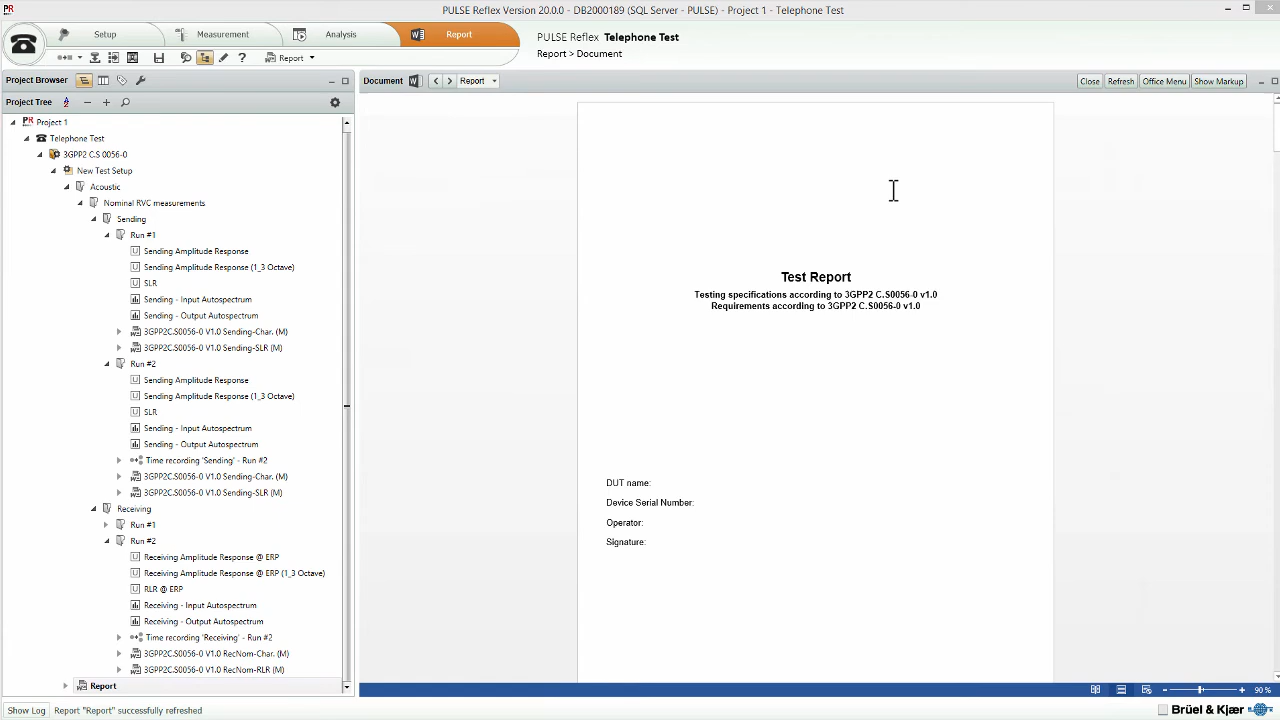 PULSE Reflex Version 20.0.0 - DB2000189 (SQL Server - PULSE) - Project 1 - Telephone Test
Setup
Measurement
Analysis
Report
PULSE Reflex Telephone Test
Report > Document
Report
Project Browser
Document
Report
Close
Refresh
Office Menu
Show Markup
Project Tree
Project 1
Telephone Test
3GPP2 C.S 0056-0
New Test Setup
Acoustic
Nominal RVC measurements
Sending
Run #1
Sending Amplitude Response
Sending Amplitude Response (1_3 Octave)
SLR
Sending - Input Autospectrum
Sending - Output Autospectrum
3GPP2C.S0056-0 V1.0 Sending-Char. (M)
3GPP2C.S0056-0 V1.0 Sending-SLR (M)
Run #2
Sending Amplitude Response
Sending Amplitude Response (1_3 Octave)
SLR
Sending - Input Autospectrum
Sending - Output Autospectrum
Time recording 'Sending' - Run #2
3GPP2C.S0056-0 V1.0 Sending-Char. (M)
3GPP2C.S0056-0 V1.0 Sending-SLR (M)
Receiving
Run #1
Run #2
Receiving Amplitude Response @ ERP
Receiving Amplitude Response @ ERP (1_3 Octave)
RLR @ ERP
Receiving - Input Autospectrum
Receiving - Output Autospectrum
Time recording 'Receiving' - Run #2
3GPP2C.S0056-0 V1.0 RecNom-Char. (M)
3GPP2C.S0056-0 V1.0 RecNom-RLR (M)
Report
Test Report
Testing specifications according to 3GPP2 C.S0056-0 v1.0
Requirements according to 3GPP2 C.S0056-0 v1.0
DUT name:
Device Serial Number:
Operator:
Signature:
90 %
Show Log
Report "Report" successfully refreshed
Brüel & Kjær